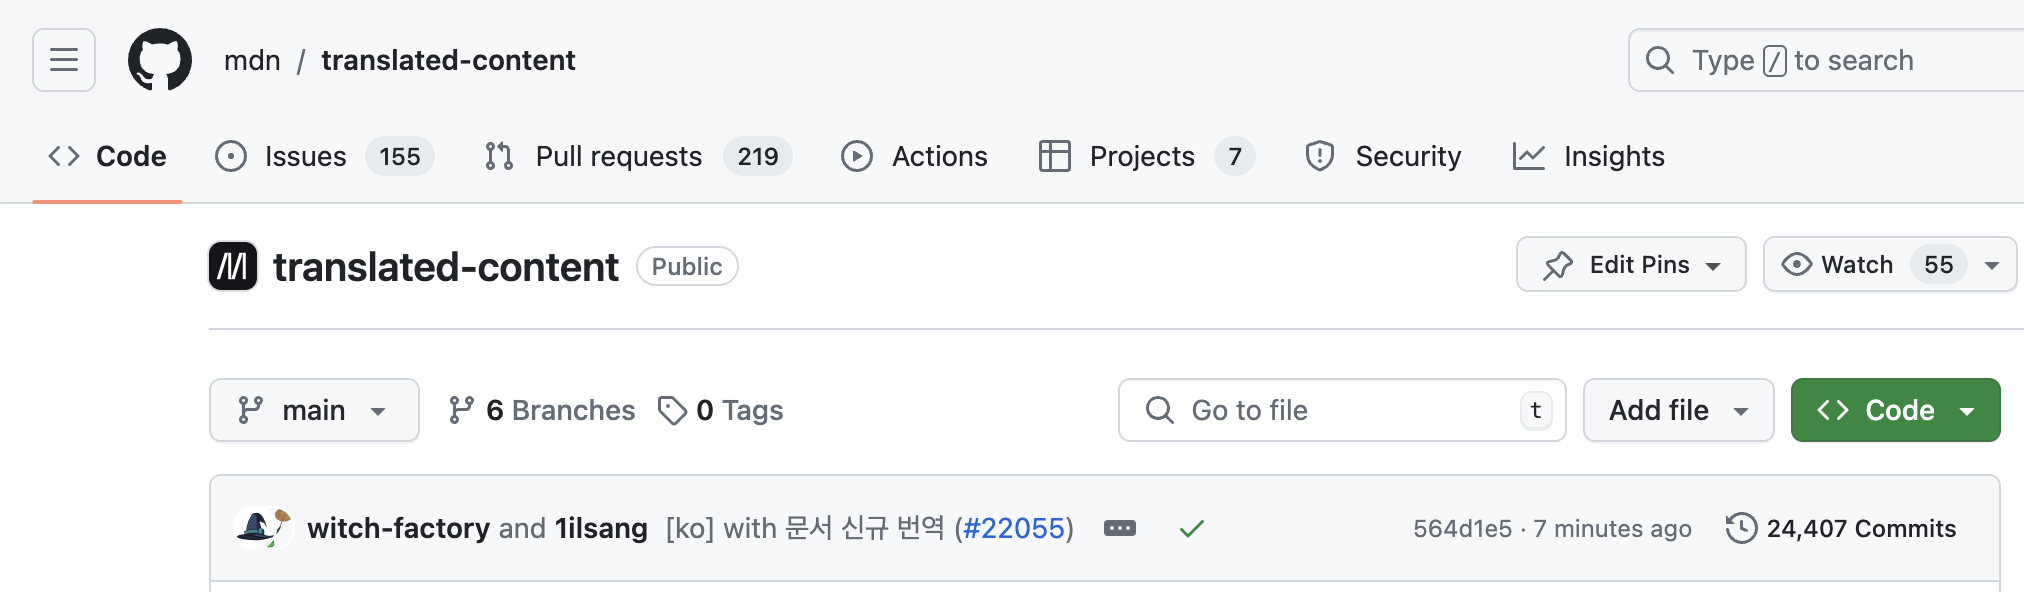 mdn / translated-content
Type / to search
Code Issues 155 Pull requests 219 Actions Projects 7 Security Insights
translated-content Public
Edit Pins Watch 55
main 6 Branches 0 Tags
Go to file t Add file Code
witch-factory and 1ilsang [ko] with 문서 신규 번역 (#22055) 564d1e5 · 7 minutes ago 24,407 Commits